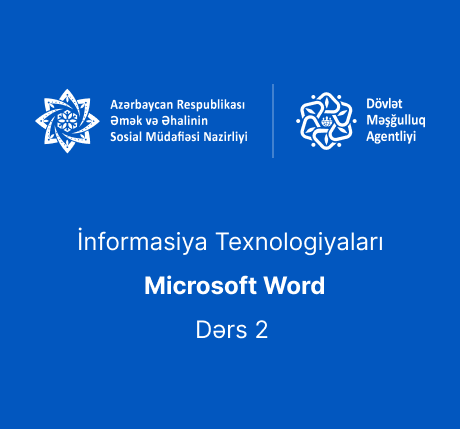 Azərbaycan Respublikası
Əmək və Əhalinin
Sosial Müdafiəsi Nazirliyi
Dövlət
Məşğulluq
Agentliyi
İnformasiya Texnologiyaları
Microsoft Word
Dərs 2